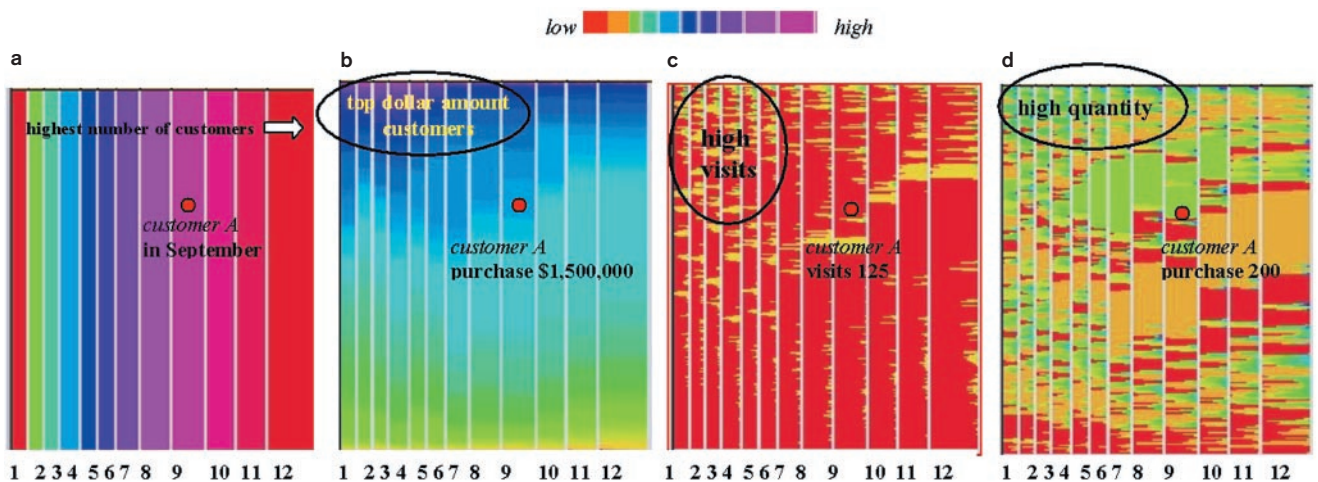 low high
a
highest number of customers
customer A
in September
1 2 3 4 5 6 7 8 9 10 11 12
b
top dollar amount
customers
customer A
purchase $1,500,000
1 2 3 4 5 6 7 8 9 10 11 12
c
high
visits
customer A
visits 125
1 2 3 4 5 6 7 8 9 10 11 12
d
high quantity
customer A
purchase 200
1 2 3 4 5 6 7 8 9 10 11 12